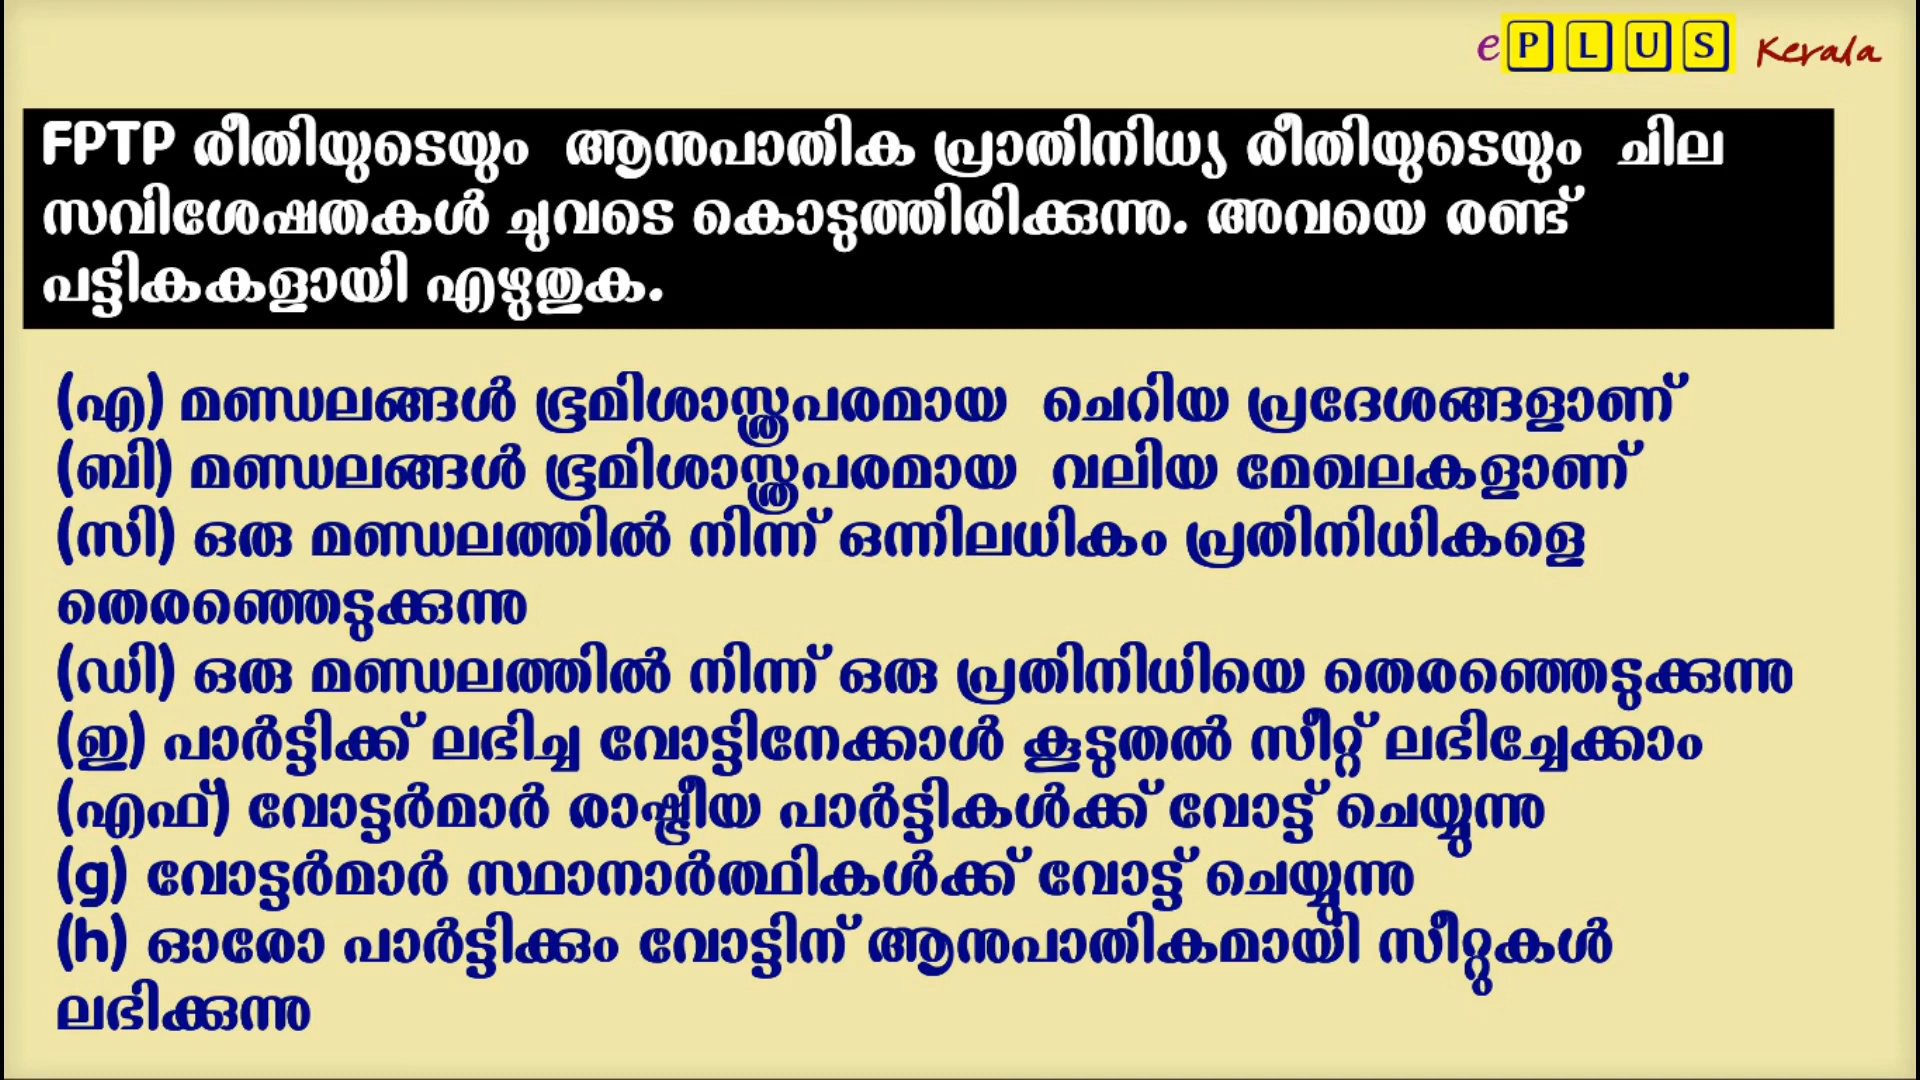 ePLUS Kerala
FPTP രീതിയുടെയും ആനുപാതിക പ്രാതിനിധ്യ രീതിയുടെയും ചില
സവിശേഷതകൾ ചുവടെ കൊടുത്തിരിക്കുന്നു. അവയെ രണ്ട്
പട്ടികകളായി എഴുതുക.
(എ) മണ്ഡലങ്ങൾ ഭൂമിശാസ്ത്രപരമായ ചെറിയ പ്രദേശങ്ങളാണ്
(ബി) മണ്ഡലങ്ങൾ ഭൂമിശാസ്ത്രപരമായ വലിയ മേഖലകളാണ്
(സി) ഒരു മണ്ഡലത്തിൽ നിന്ന് ഒന്നിലധികം പ്രതിനിധികളെ
തെരഞ്ഞെടുക്കുന്നു
(ഡി) ഒരു മണ്ഡലത്തിൽ നിന്ന് ഒരു പ്രതിനിധിയെ തെരഞ്ഞെടുക്കുന്നു
(ഇ) പാർട്ടിക്ക് ലഭിച്ച വോട്ടിനേക്കാൾ കൂടുതൽ സീറ്റ് ലഭിച്ചേക്കാം
(എഫ്) വോട്ടർമാർ രാഷ്ട്രീയ പാർട്ടികൾക്ക് വോട്ട് ചെയ്യുന്നു
(g) വോട്ടർമാർ സ്ഥാനാർത്ഥികൾക്ക് വോട്ട് ചെയ്യുന്നു
(h) ഓരോ പാർട്ടിക്കും വോട്ടിന് ആനുപാതികമായി സീറ്റുകൾ
ലഭിക്കുന്നു